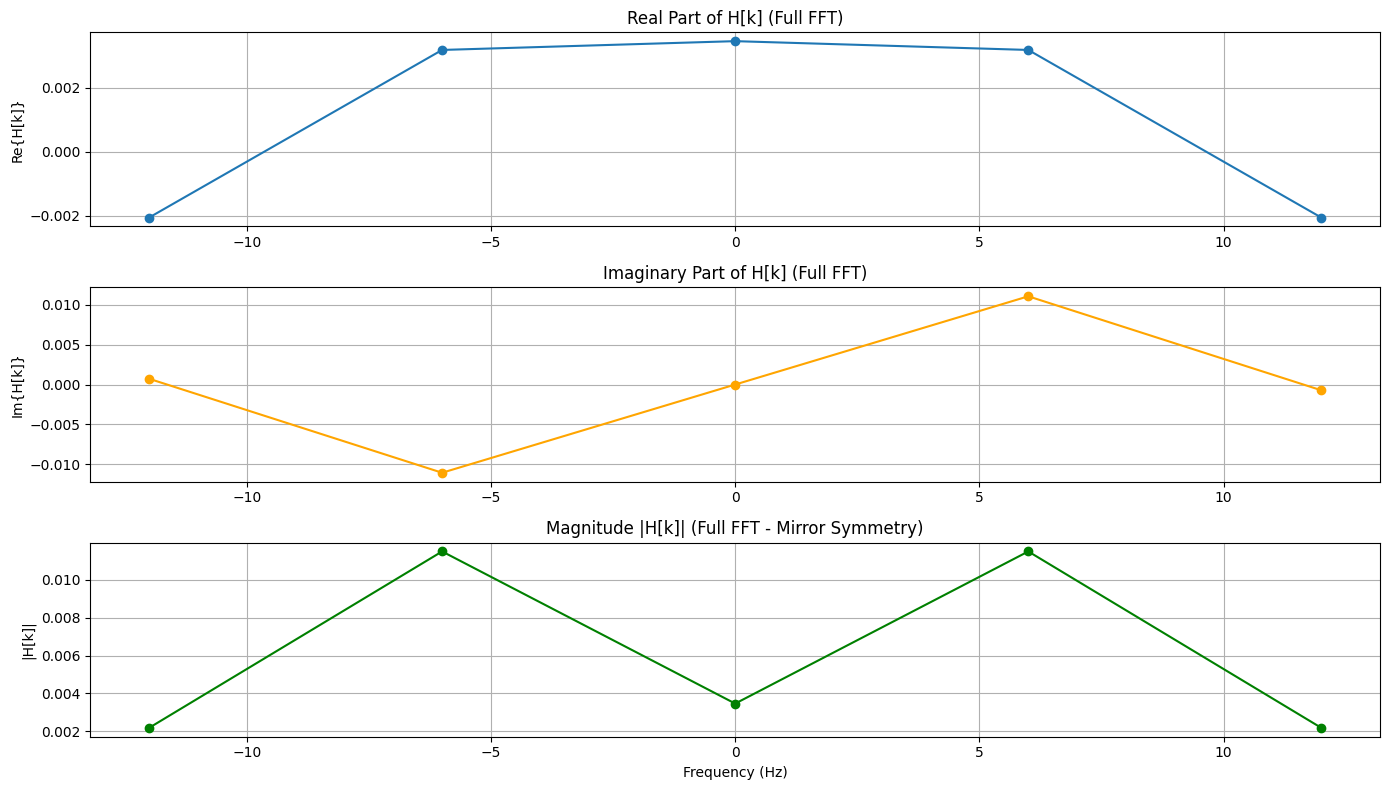 Real Part of H[k] (Full FFT)
Re{H[k]}
0.002
0.000
−0.002
−10 −5 0 5 10
Imaginary Part of H[k] (Full FFT)
Im{H[k]}
0.010
0.005
0.000
−0.005
−0.010
−10 −5 0 5 10
Magnitude |H[k]| (Full FFT - Mirror Symmetry)
|H[k]|
0.010
0.008
0.006
0.004
0.002
−10 −5 0 5 10
Frequency (Hz)